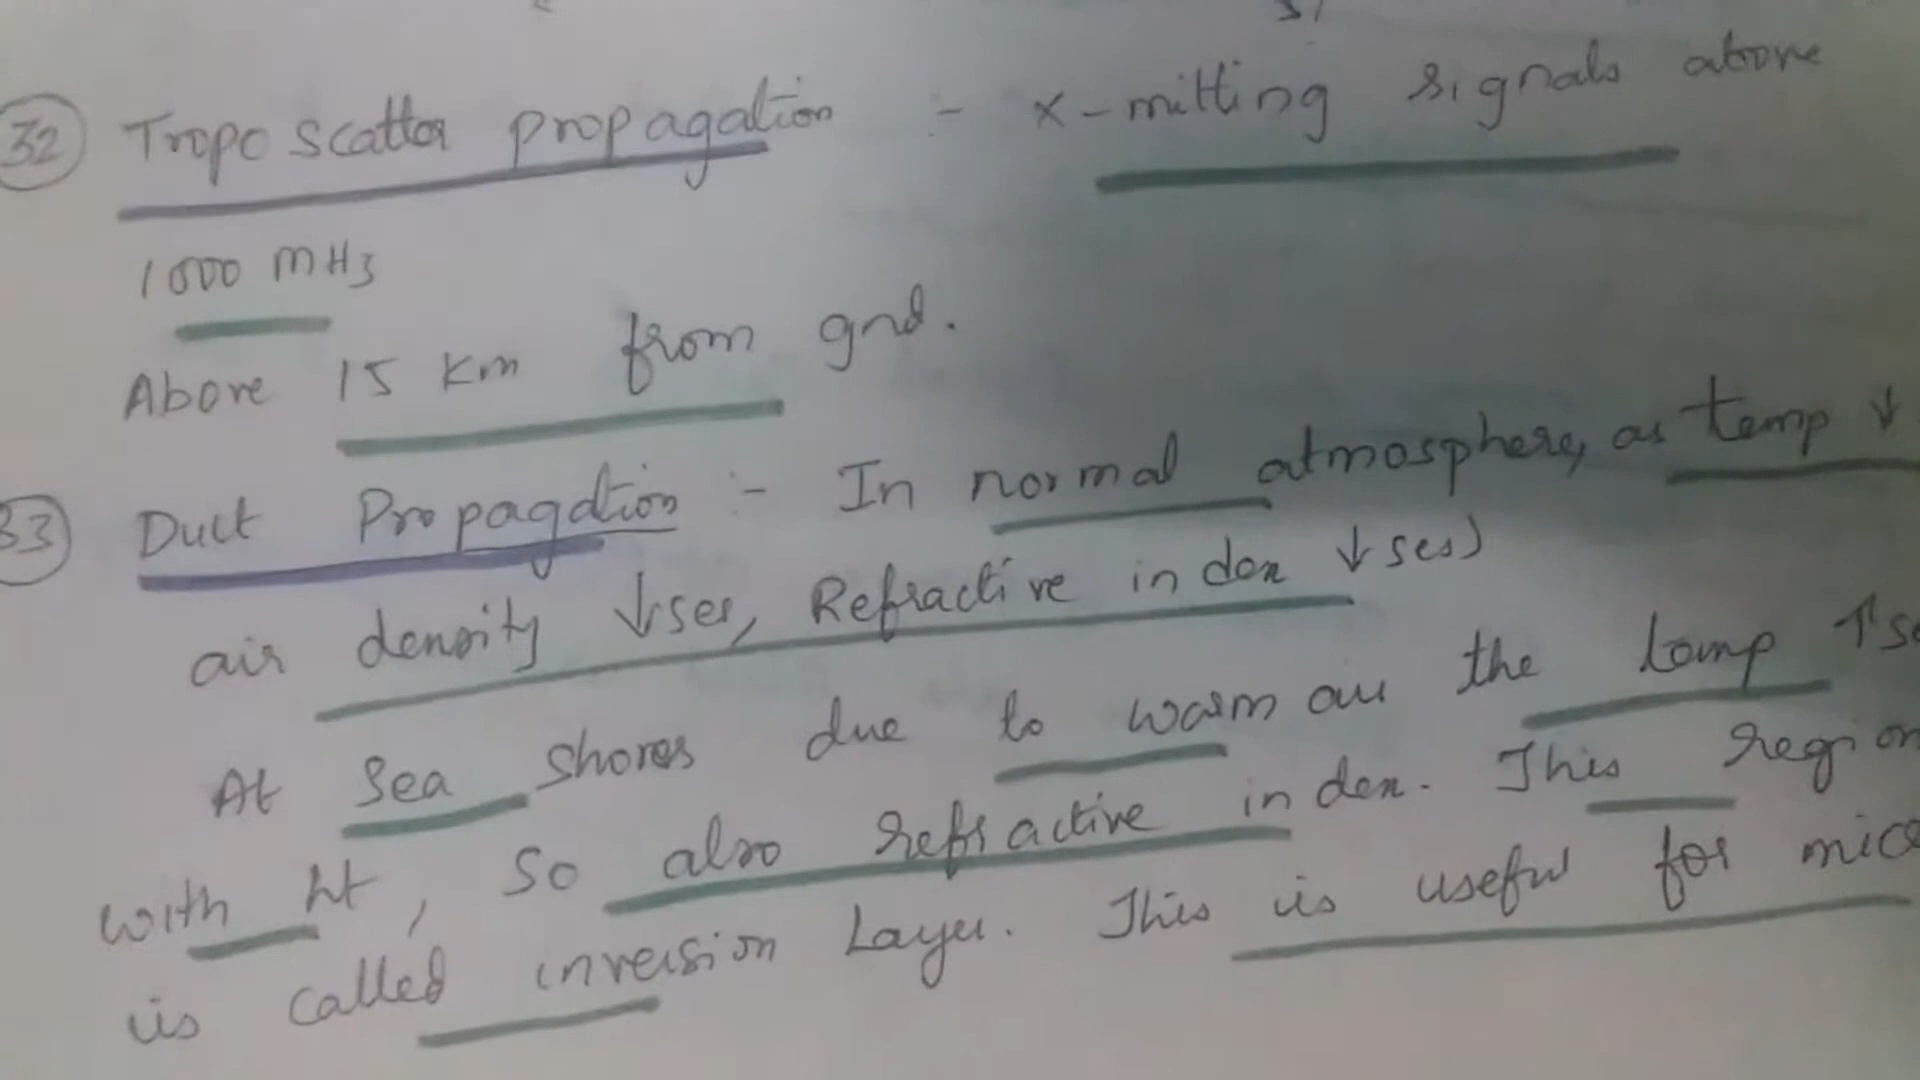 32 Tropo scatter propagation :- x-mitting signals above
1000 MHz
Above 15 Km from gnd.
33 Duct Propagation :- In normal atmosphere, as temp ↓
air density ↓ses, Refractive index ↓ses)
At Sea shores due to warm air the temp ↑se
with ht, so also refractive index. This region
is called inversion Layer. This is useful for mic